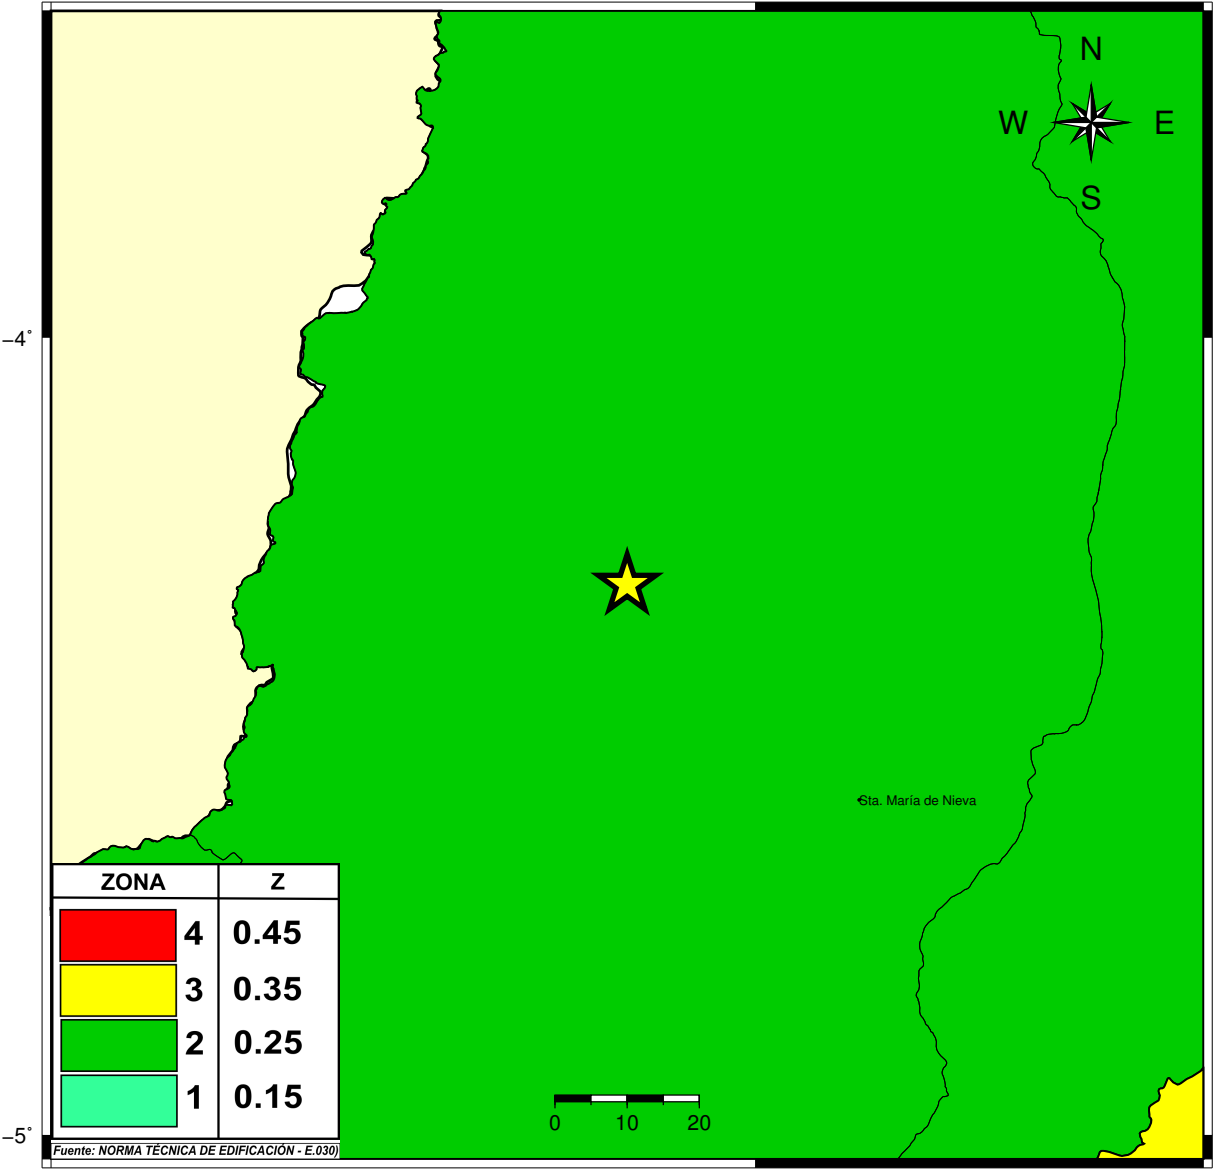 N
W E
S
−4°
Sta. María de Nieva
ZONA Z
4 0.45
3 0.35
2 0.25
1 0.15
0 10 20
−5°
Fuente: NORMA TÉCNICA DE EDIFICACIÓN - E.030)